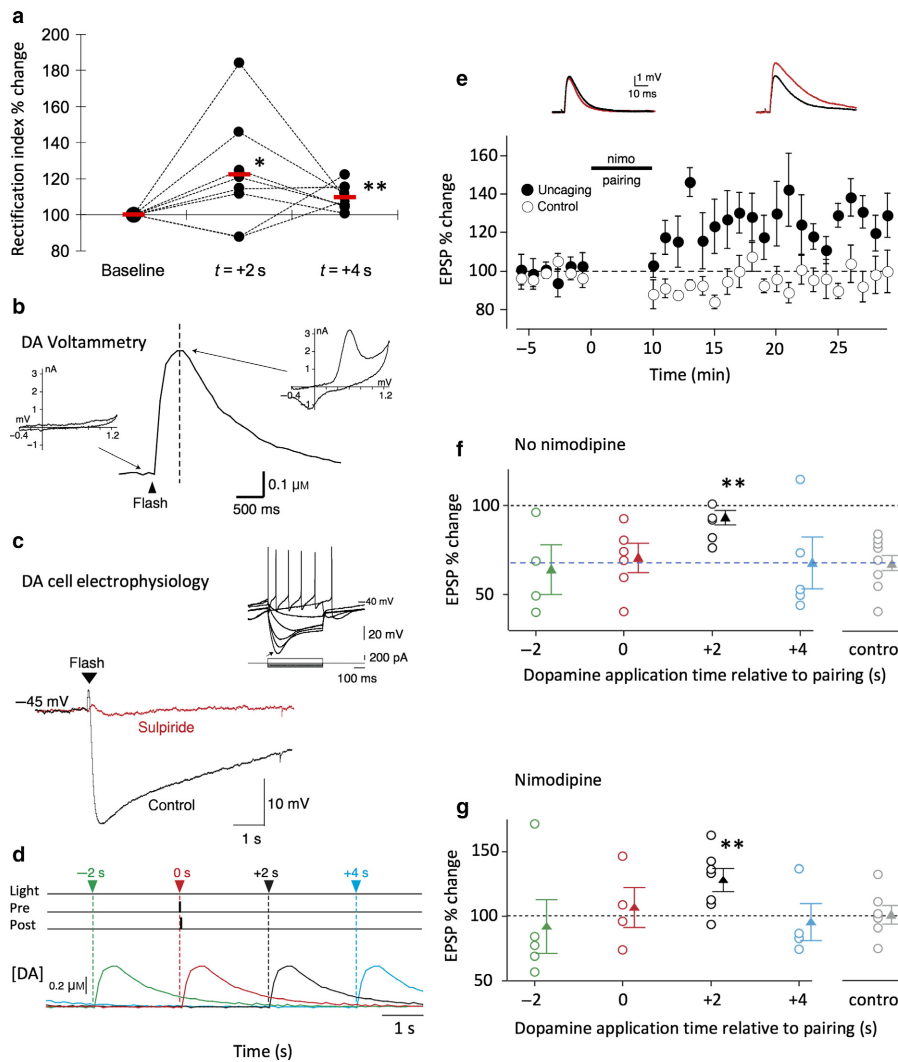 a
Rectification index % change
200
180
160
140
120
100
80
*
**
Baseline
t = +2 s
t = +4 s
b
DA Voltammetry
nA
3
2
1
mV
−0.4
1.2
−1
nA
3
2
1
mV
−0.4
1.2
−1
0.1 μM
500 ms
Flash
c
DA cell electrophysiology
−40 mV
20 mV
200 pA
100 ms
Flash
−45 mV
Sulpiride
Control
10 mV
1 s
d
−2 s
0 s
+2 s
+4 s
Light
Pre
Post
[DA]
0.2 μM
1 s
Time (s)
e
1 mV
10 ms
EPSP % change
160
140
120
100
80
nimo
pairing
Uncaging
Control
−5
0
10
15
20
25
Time (min)
f
No nimodipine
EPSP % change
100
50
**
−2
0
+2
+4
control
Dopamine application time relative to pairing (s)
g
Nimodipine
EPSP % change
150
100
50
**
−2
0
+2
+4
control
Dopamine application time relative to pairing (s)